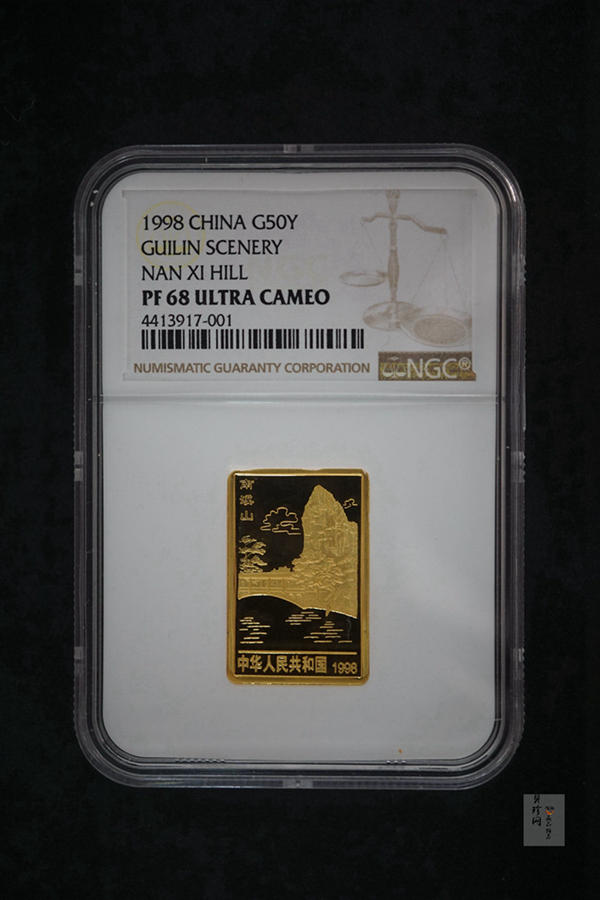 1998 CHINA G50Y
GUILIN SCENERY
NAN XI HILL
PF 68 ULTRA CAMEO
4413917-001
NUMISMATIC GUARANTY CORPORATION
NGC®
南溪山
中华人民共和国 1998